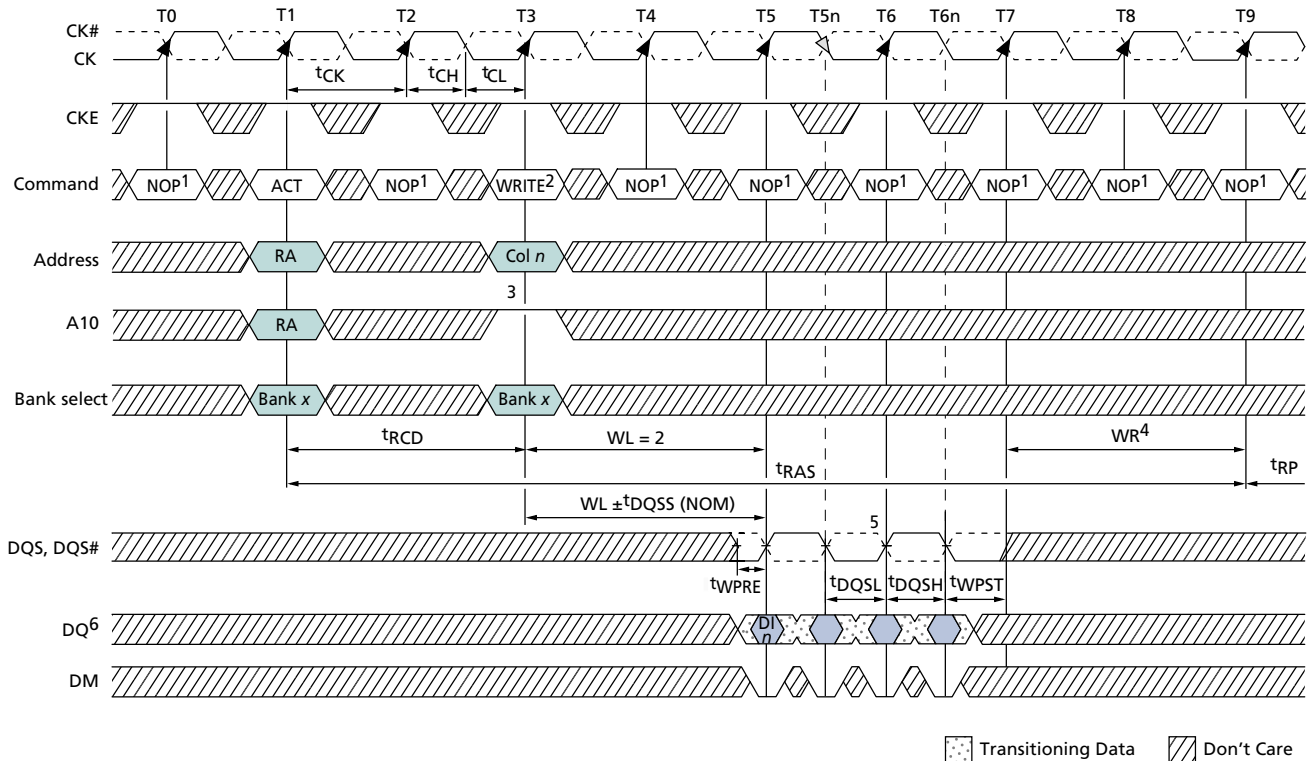 T0 T1 T2 T3 T4 T5 T5n T6 T6n T7 T8 T9
CK#
CK
tCK tCH tCL
CKE
Command NOP1 ACT NOP1 WRITE2 NOP1 NOP1 NOP1 NOP1 NOP1 NOP1
Address RA Col n
3
A10 RA
Bank select Bank x Bank x
tRCD WL = 2 WR4
tRAS tRP
WL ±tDQSS (NOM)
5
DQS, DQS#
tWPRE tDQSL tDQSH tWPST
DQ6 DI
n
DM
Transitioning Data Don't Care